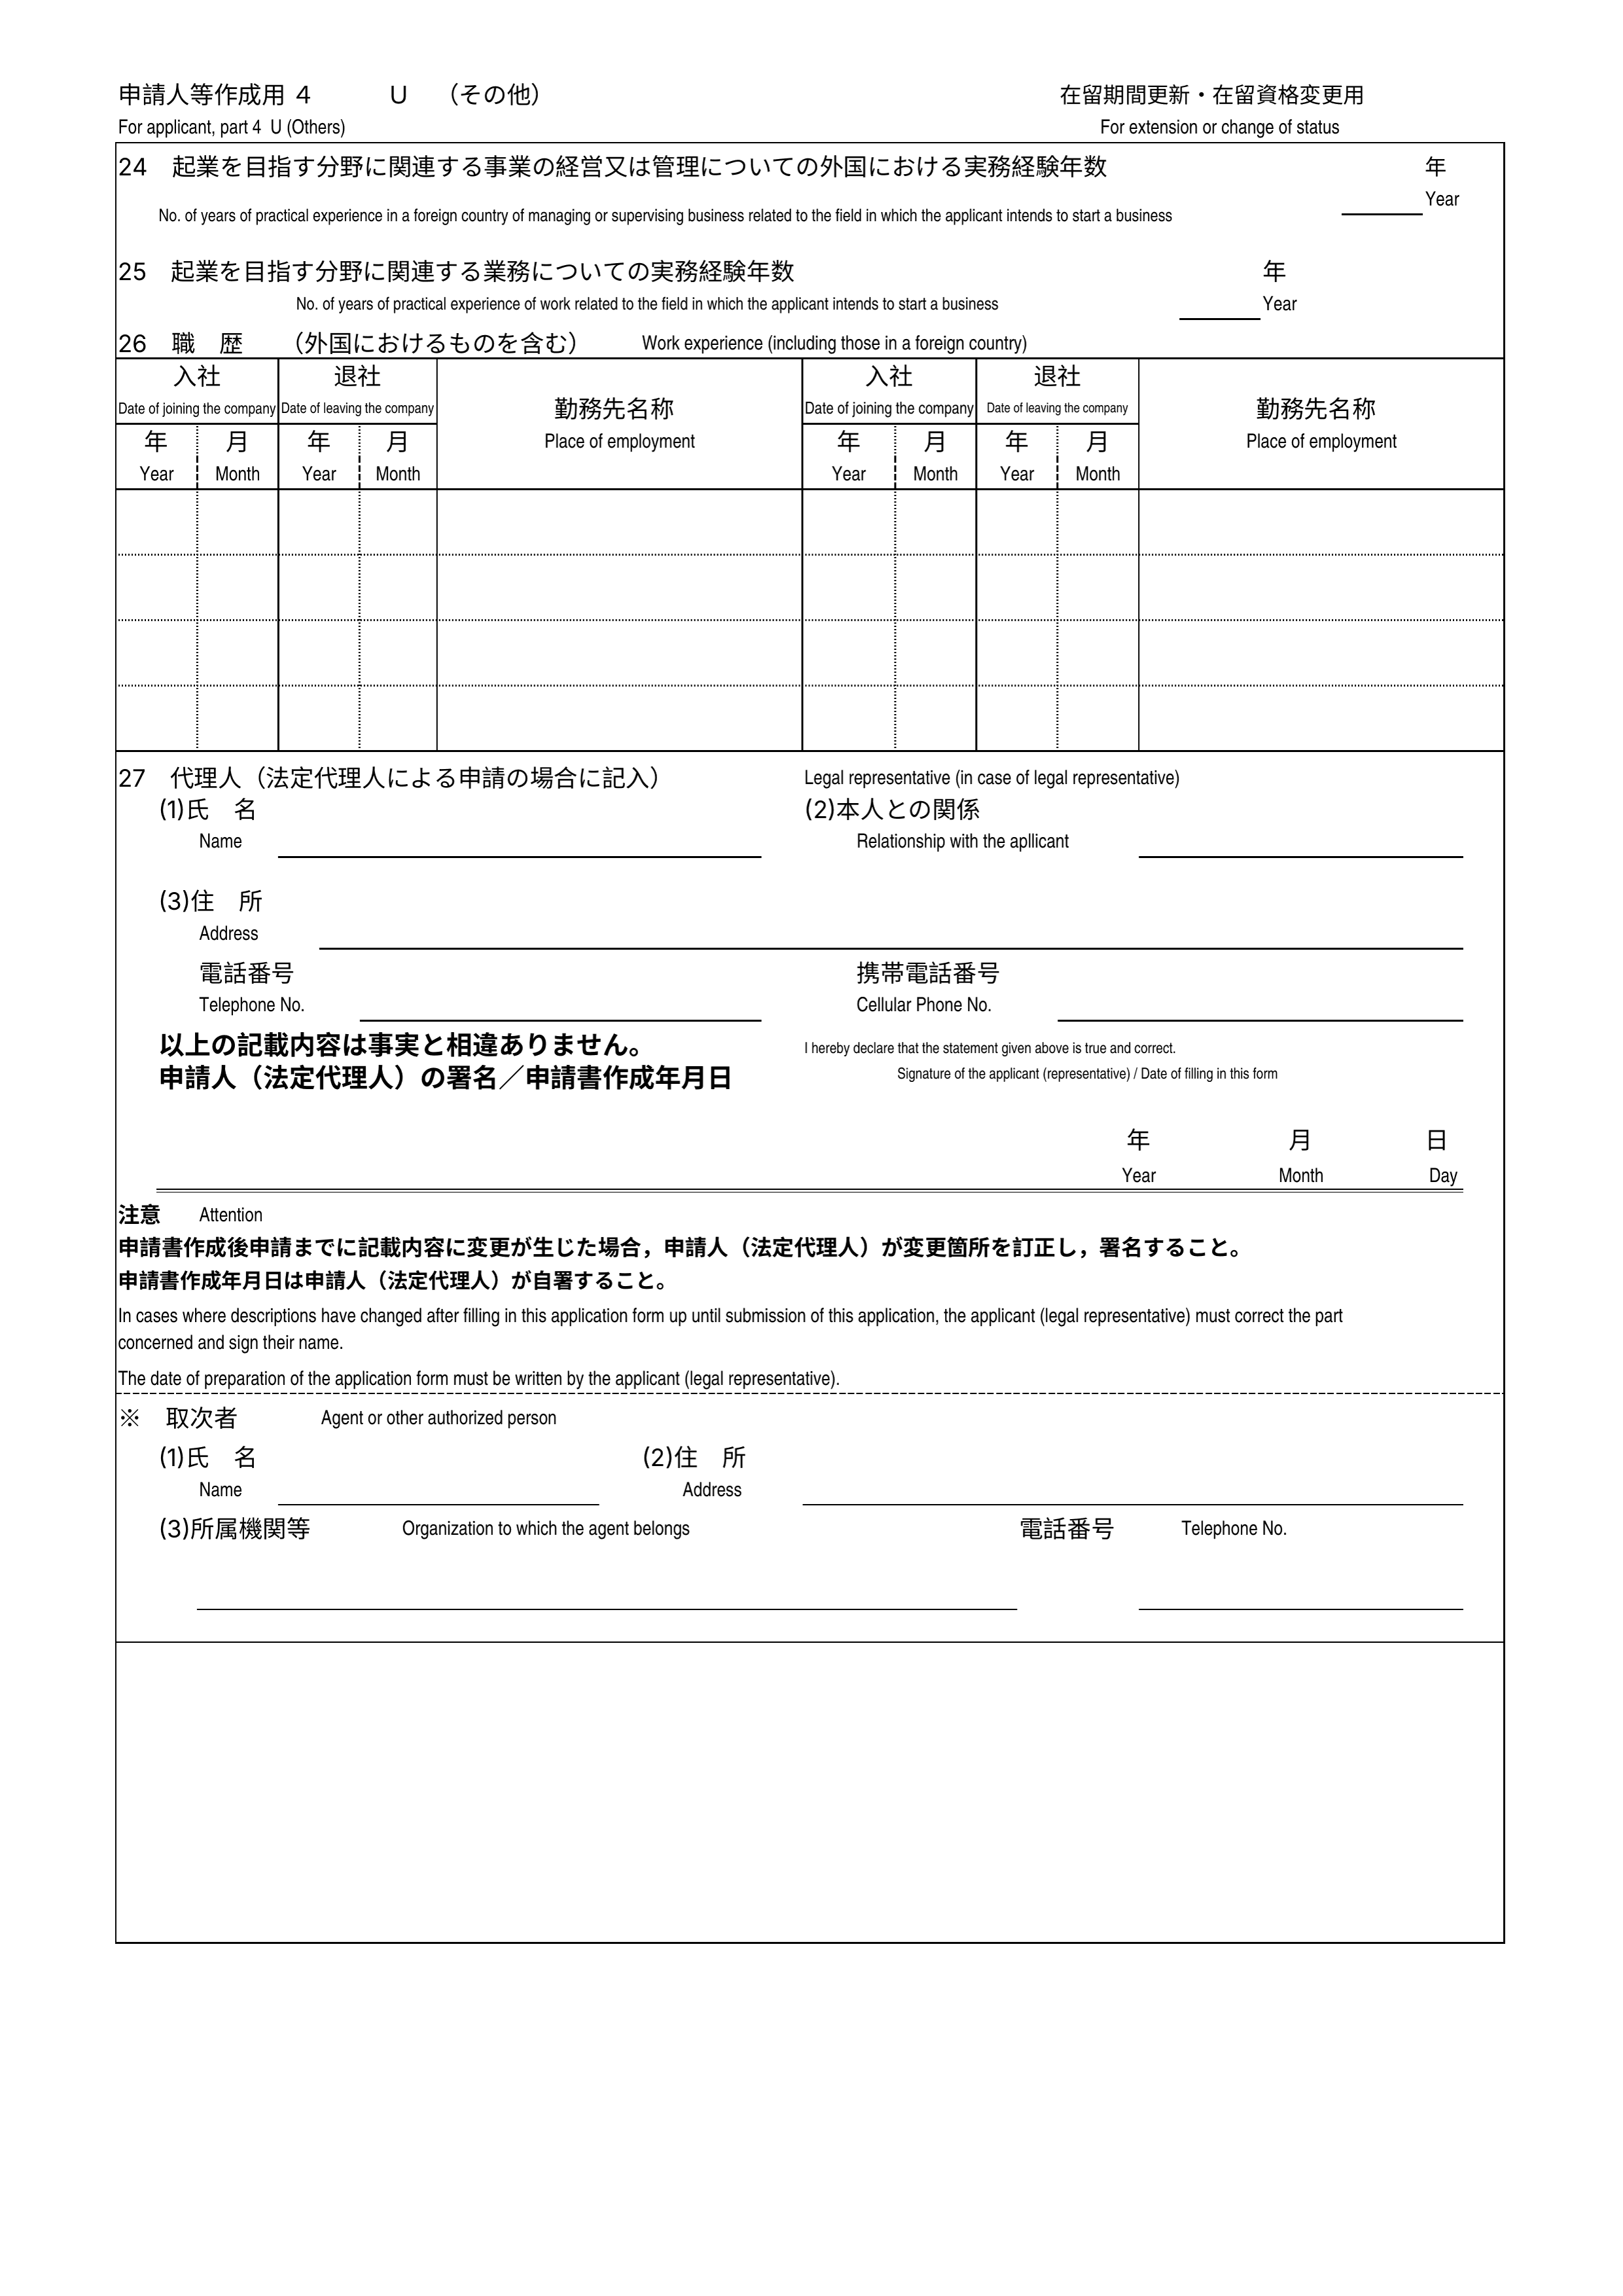 申請人等作成用 4　　　U　（その他）　　在留期間更新・在留資格変更用
For applicant, part 4 U (Others)　　For extension or change of status
24　起業を目指す分野に関連する事業の経営又は管理についての外国における実務経験年数　　年
No. of years of practical experience in a foreign country of managing or supervising business related to the field in which the applicant intends to start a business　　Year
25　起業を目指す分野に関連する業務についての実務経験年数　　年
No. of years of practical experience of work related to the field in which the applicant intends to start a business　　Year
26　職　歴　　（外国におけるものを含む）　　Work experience (including those in a foreign country)
入社　退社　入社　退社
Date of joining the company　Date of leaving the company　勤務先名称　Date of joining the company　Date of leaving the company　勤務先名称
年　月　年　月　Place of employment　年　月　年　月　Place of employment
Year　Month　Year　Month　Year　Month　Year　Month
27　代理人（法定代理人による申請の場合に記入）　　Legal representative (in case of legal representative)
(1)氏　名　　(2)本人との関係
Name　　Relationship with the apllicant
(3)住　所
Address
電話番号　　携帯電話番号
Telephone No.　　Cellular Phone No.
以上の記載内容は事実と相違ありません。　　I hereby declare that the statement given above is true and correct.
申請人（法定代理人）の署名／申請書作成年月日　　Signature of the applicant (representative) / Date of filling in this form
年　月　日
Year　Month　Day
注意　Attention
申請書作成後申請までに記載内容に変更が生じた場合，申請人（法定代理人）が変更箇所を訂正し，署名すること。
申請書作成年月日は申請人（法定代理人）が自署すること。
In cases where descriptions have changed after filling in this application form up until submission of this application, the applicant (legal representative) must correct the part
concerned and sign their name.
The date of preparation of the application form must be written by the applicant (legal representative).
※　取次者　　Agent or other authorized person
(1)氏　名　　(2)住　所
Name　　Address
(3)所属機関等　　Organization to which the agent belongs　　電話番号　　Telephone No.